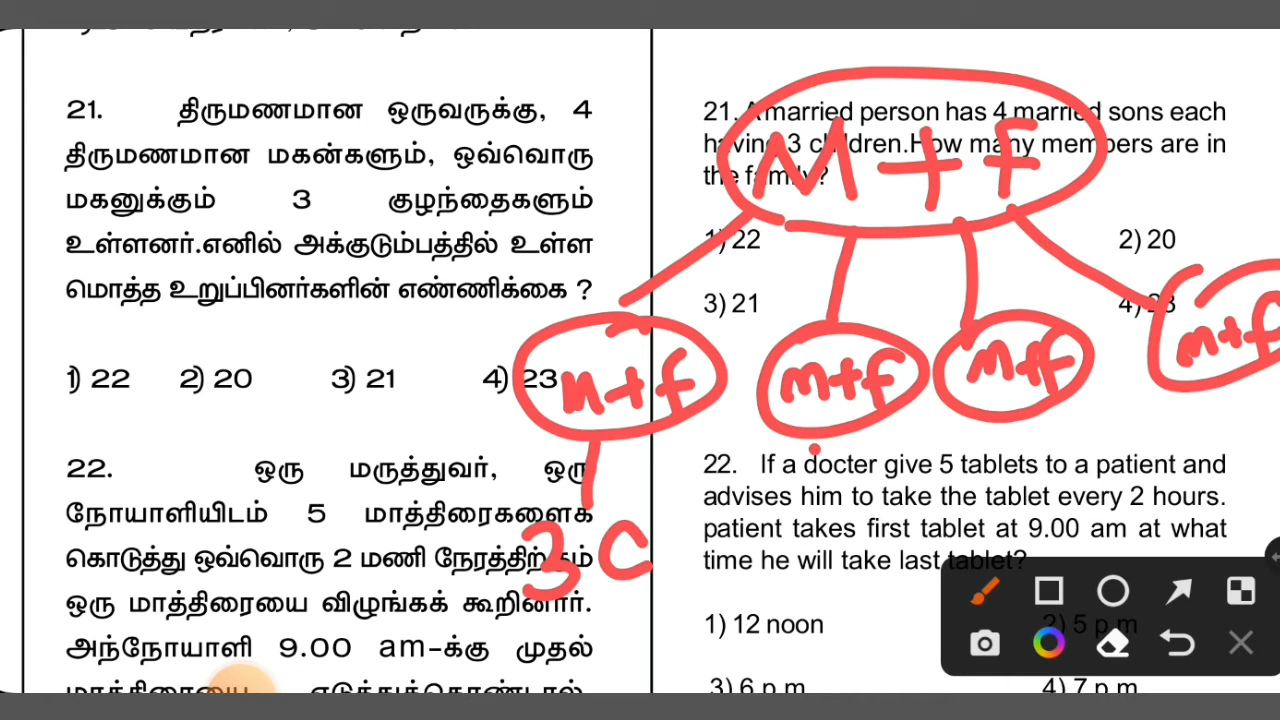 21. திருமணமான ஒருவருக்கு, 4
திருமணமான மகன்களும், ஒவ்வொரு
மகனுக்கும் 3 குழந்தைகளும்
உள்ளனர்.எனில் அக்குடும்பத்தில் உள்ள
மொத்த உறுப்பினர்களின் எண்ணிக்கை ?
1) 22 2) 20 3) 21 4) 23
22. ஒரு மருத்துவர், ஒரு
நோயாளியிடம் 5 மாத்திரைகளைக்
கொடுத்து ஒவ்வொரு 2 மணி நேரத்திற்கும்
ஒரு மாத்திரையை விழுங்கக் கூறினார்.
அந்நோயாளி 9.00 am-க்கு முதல்
மாத்திரையை எடுத்துக்கொண்டால்,
21. A married person has 4 married sons each
having 3 children.How many members are in
the family?
1) 22 2) 20
3) 21 4) 23
22. If a docter give 5 tablets to a patient and
advises him to take the tablet every 2 hours.
patient takes first tablet at 9.00 am at what
time he will take last tablet?
1) 12 noon 2) 5 p.m
3) 6 p.m 4) 7 p.m
M + f
m+f m+f m+f m+f
3 C